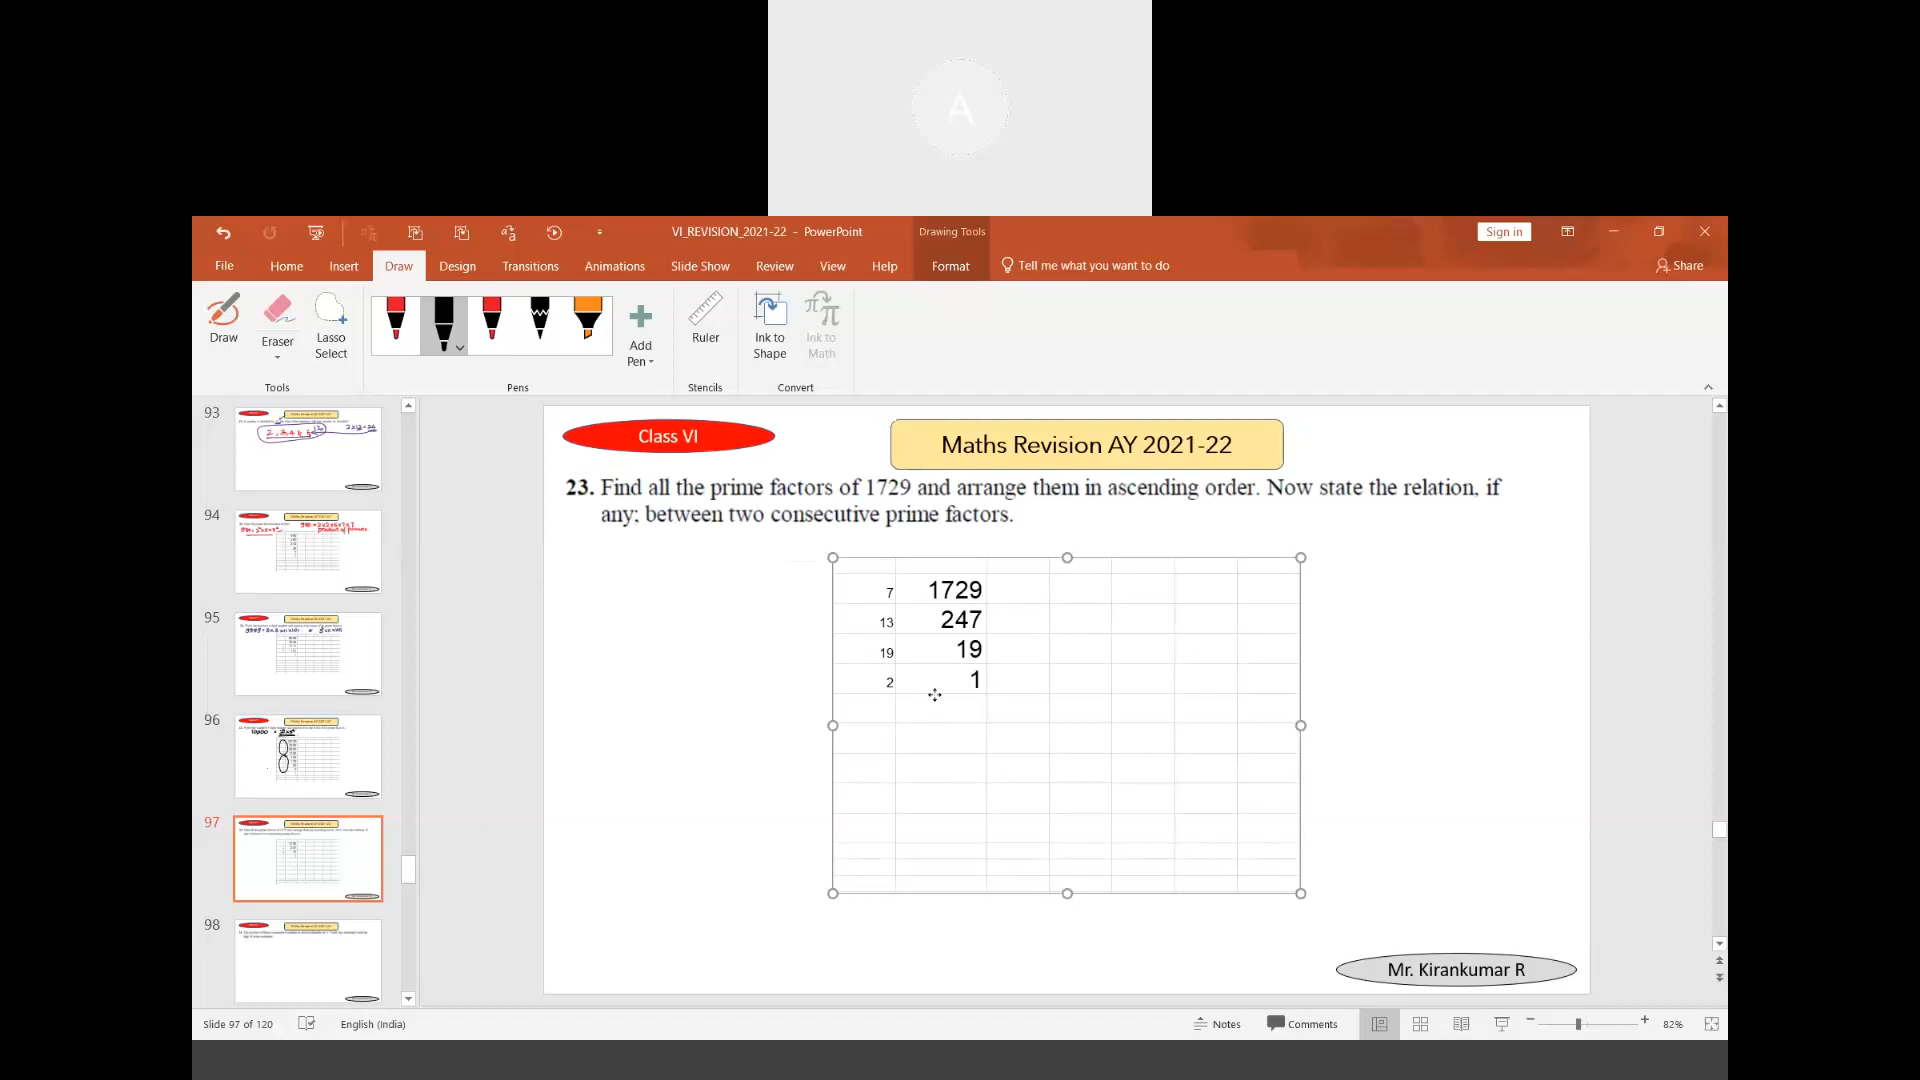 A
VI_REVISION_2021-22 - PowerPoint
Drawing Tools
Sign in
File Home Insert Draw Design Transitions Animations Slide Show Review View Help Format Tell me what you want to do Share
Draw Eraser Lasso Select Add Pen Ruler Ink to Shape Ink to Math
Tools Pens Stencils Convert
93
94
95
96
97
98
Class VI
Maths Revision AY 2021-22
23. Find all the prime factors of 1729 and arrange them in ascending order. Now state the relation, if
any; between two consecutive prime factors.
7 1729
13 247
19 19
2 1
Mr. Kirankumar R
Slide 97 of 120 English (India) Notes Comments 82%